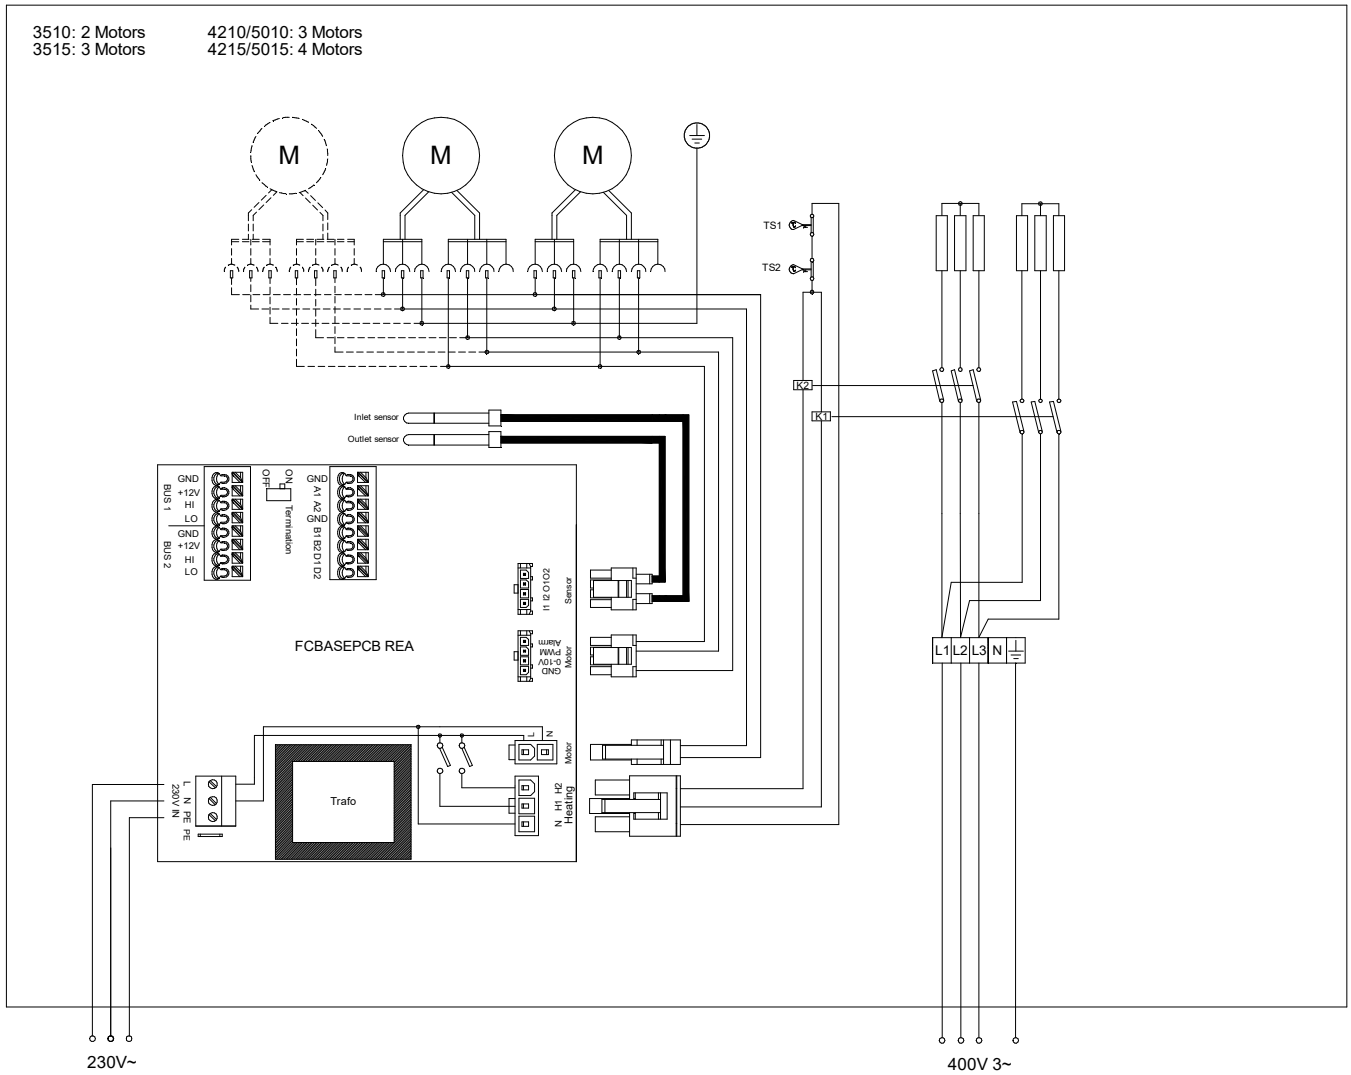 3510: 2 Motors
3515: 3 Motors
4210/5010: 3 Motors
4215/5015: 4 Motors
M
M
M
TS1
TS2
K2
K1
Inlet sensor
Outlet sensor
BUS 1
GND
+12V
HI
LO
BUS 2
GND
+12V
HI
LO
OFF
ON
Termination
GND
A1
A2
GND
B1
B2
D1
D2
I1 I2 O1 O2
Sensor
Alarm
PWM
0-10V
GND
Motor
FCBASEPCB REA
L
N
Motor
H2
H1
N
Heating
Trafo
230V IN
L
N
PE
PE
L1
L2
L3
N
230V~
400V 3~